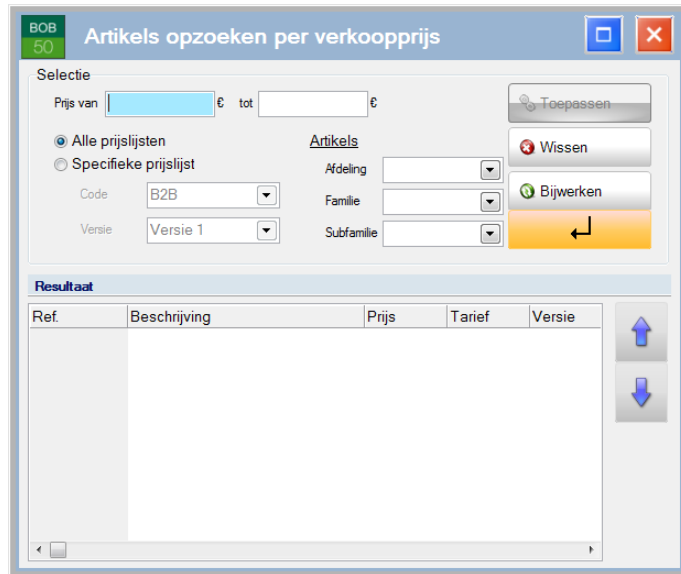 BOB
50
Artikels opzoeken per verkoopprijs
Selectie
Prijs van € tot €
Toepassen
Alle prijslijsten
Artikels
Wissen
Specifieke prijslijst
Afdeling
Code B2B
Familie
Bijwerken
Versie Versie 1
Subfamilie
Resultaat
Ref. Beschrijving Prijs Tarief Versie